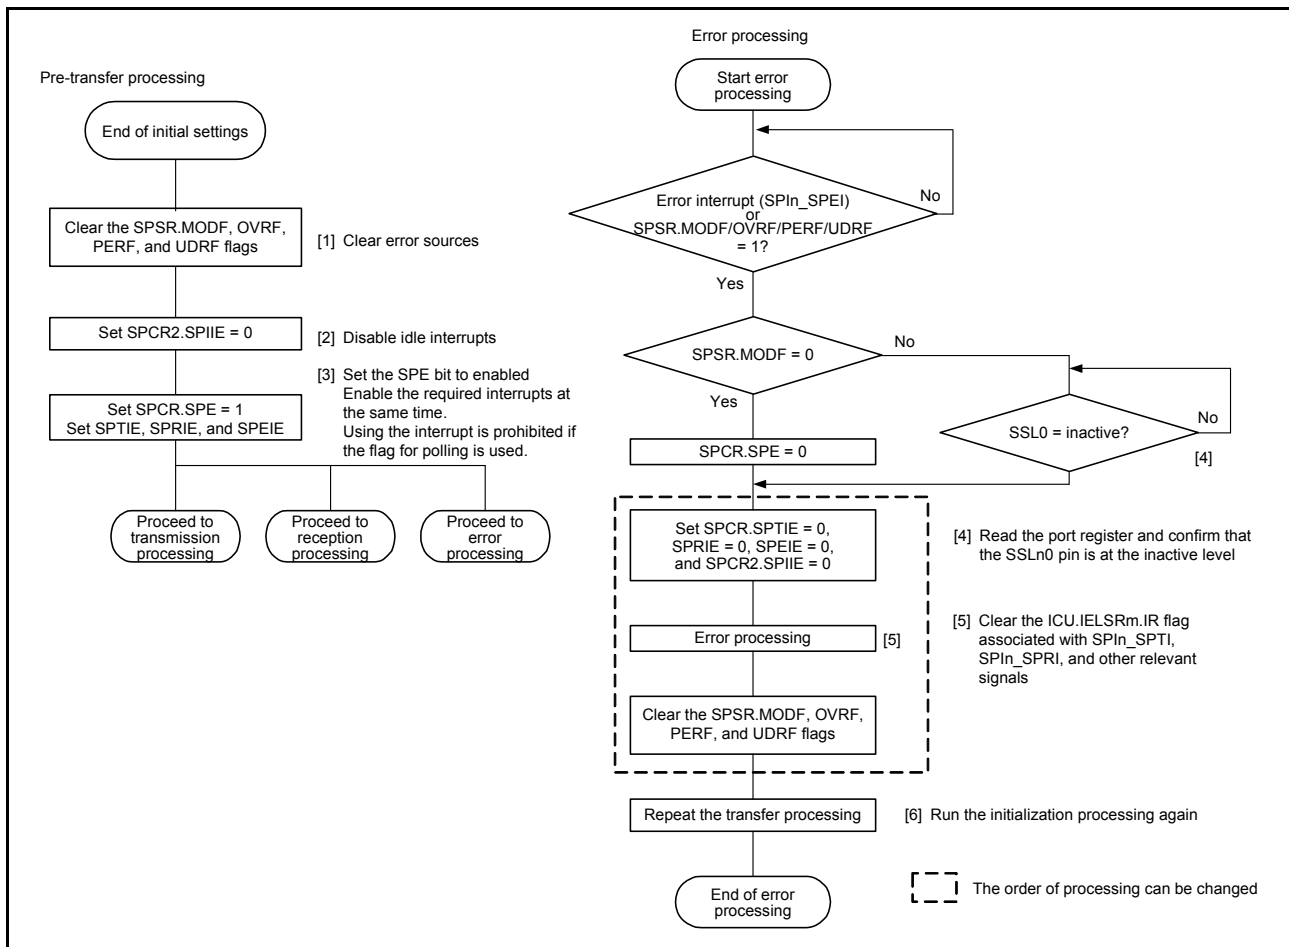 Pre-transfer processing
End of initial settings
Clear the SPSR.MODF, OVRF,
PERF, and UDRF flags
[1] Clear error sources
Set SPCR2.SPIIE = 0
[2] Disable idle interrupts
[3] Set the SPE bit to enabled
Enable the required interrupts at
the same time.
Using the interrupt is prohibited if
the flag for polling is used.
Set SPCR.SPE = 1
Set SPTIE, SPRIE, and SPEIE
Proceed to
transmission
processing
Proceed to
reception
processing
Proceed to
error
processing
Error processing
Start error
processing
Error interrupt (SPIn_SPEI)
or
SPSR.MODF/OVRF/PERF/UDRF
= 1?
No
Yes
SPSR.MODF = 0
No
Yes
SSL0 = inactive?
No
[4]
SPCR.SPE = 0
Set SPCR.SPTIE = 0,
SPRIE = 0, SPEIE = 0,
and SPCR2.SPIIE = 0
[4] Read the port register and confirm that
the SSLn0 pin is at the inactive level
Error processing
[5]
[5] Clear the ICU.IELSRm.IR flag
associated with SPIn_SPTI,
SPIn_SPRI, and other relevant
signals
Clear the SPSR.MODF, OVRF,
PERF, and UDRF flags
Repeat the transfer processing
[6] Run the initialization processing again
End of error
processing
The order of processing can be changed